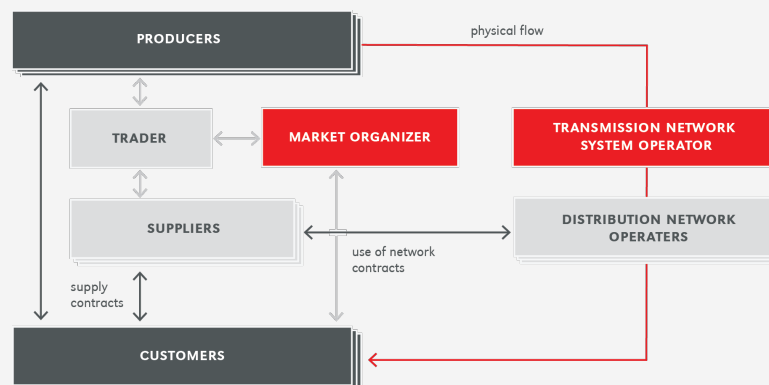 PRODUCERS
physical flow
TRADER
MARKET ORGANIZER
TRANSMISSION NETWORK
SYSTEM OPERATOR
SUPPLIERS
DISTRIBUTION NETWORK
OPERATERS
use of network
contracts
supply
contracts
CUSTOMERS